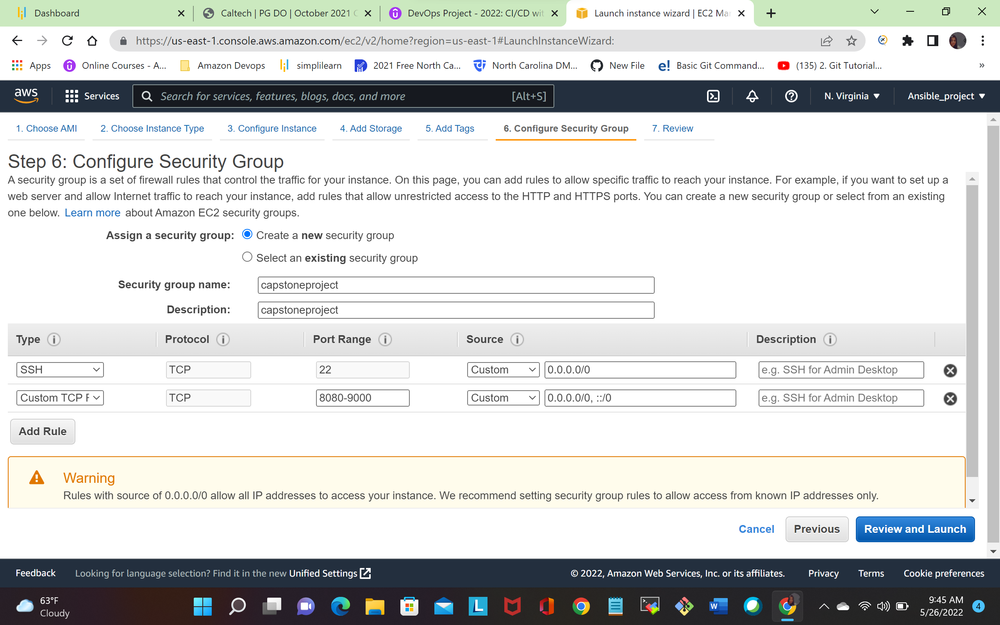 Dashboard
Caltech | PG DO | October 2021 C
DevOps Project - 2022: CI/CD wit
Launch instance wizard | EC2 Mar
https://us-east-1.console.aws.amazon.com/ec2/v2/home?region=us-east-1#LaunchInstanceWizard:
Apps
Online Courses - A...
Amazon Devops
simplilearn
2021 Free North Ca...
North Carolina DM...
New File
Basic Git Command...
(135) 2. Git Tutorial...
»
aws
Services
Search for services, features, blogs, docs, and more
[Alt+S]
N. Virginia
Ansible_project
1. Choose AMI
2. Choose Instance Type
3. Configure Instance
4. Add Storage
5. Add Tags
6. Configure Security Group
7. Review
Step 6: Configure Security Group
A security group is a set of firewall rules that control the traffic for your instance. On this page, you can add rules to allow specific traffic to reach your instance. For example, if you want to set up a
web server and allow Internet traffic to reach your instance, add rules that allow unrestricted access to the HTTP and HTTPS ports. You can create a new security group or select from an existing
one below. Learn more about Amazon EC2 security groups.
Assign a security group:
Create a new security group
Select an existing security group
Security group name:
capstoneproject
Description:
capstoneproject
Type
Protocol
Port Range
Source
Description
SSH
TCP
22
Custom
0.0.0.0/0
e.g. SSH for Admin Desktop
Custom TCP F
TCP
8080-9000
Custom
0.0.0.0/0, ::/0
e.g. SSH for Admin Desktop
Add Rule
Warning
Rules with source of 0.0.0.0/0 allow all IP addresses to access your instance. We recommend setting security group rules to allow access from known IP addresses only.
Cancel
Previous
Review and Launch
Feedback
Looking for language selection? Find it in the new Unified Settings
© 2022, Amazon Web Services, Inc. or its affiliates.
Privacy
Terms
Cookie preferences
63°F
Cloudy
9:45 AM
5/26/2022
4